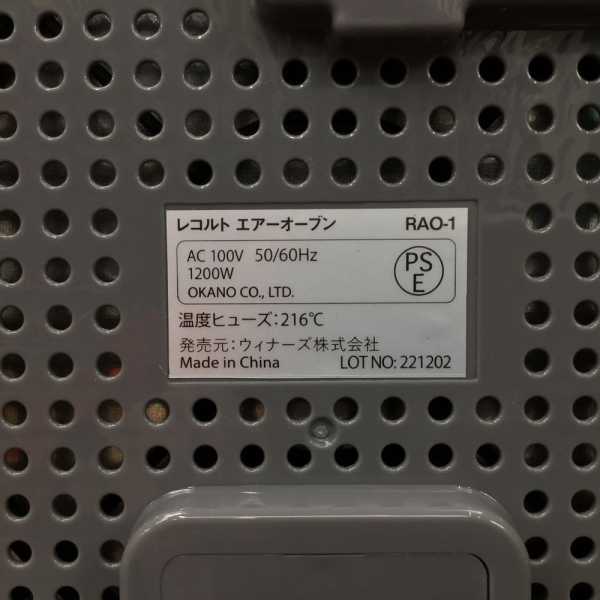 レコルト エアーオーブン RAO-1
AC 100V 50/60Hz
1200W
OKANO CO., LTD.
PS
E
温度ヒューズ:216℃
発売元:ウィナーズ株式会社
Made in China LOT NO: 221202